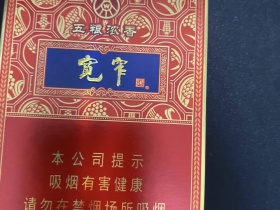 五粮浓香
宽窄
本公司提示
吸烟有害健康
请勿在禁烟场所吸烟